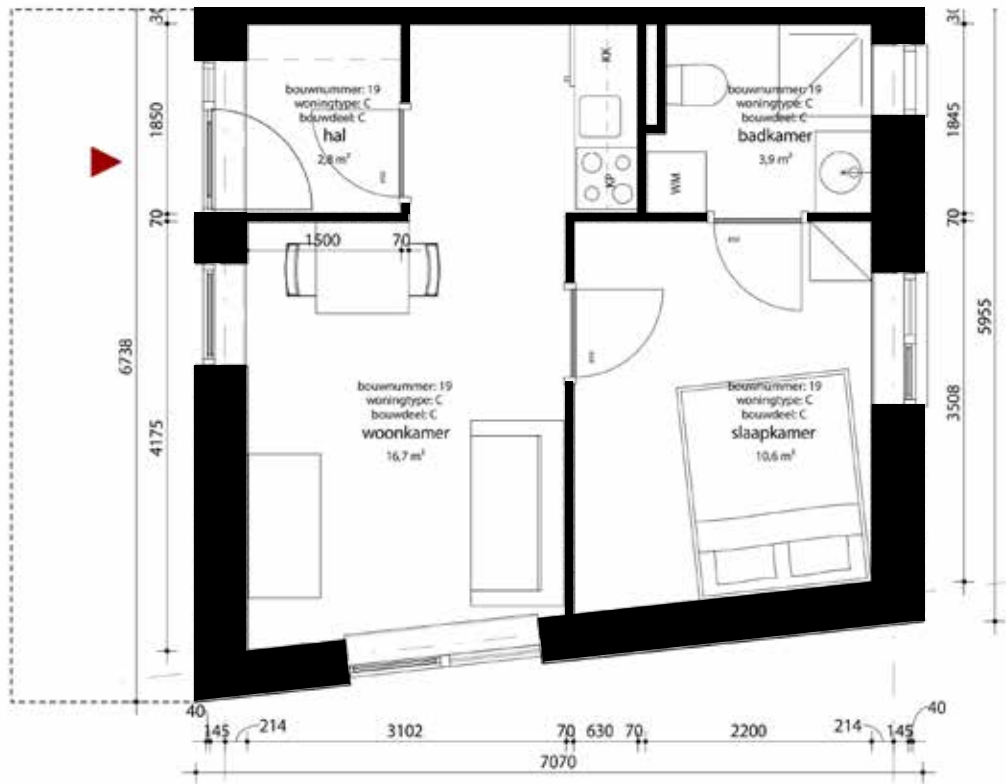 30
30
KK
bouwnummer: 19
woningtype: C
bouwdeel: C
hal
2,8 m²
bouwnummer: 19
woningtype: C
bouwdeel: C
badkamer
3,9 m²
1850
1845
KP
WM
70
70
1500
70
6738
5955
bouwnummer: 19
woningtype: C
bouwdeel: C
woonkamer
16,7 m²
bouwnummer: 19
woningtype: C
bouwdeel: C
slaapkamer
10,6 m²
4175
3508
40
145
214
3102
70
630
70
2200
214
145
40
7070